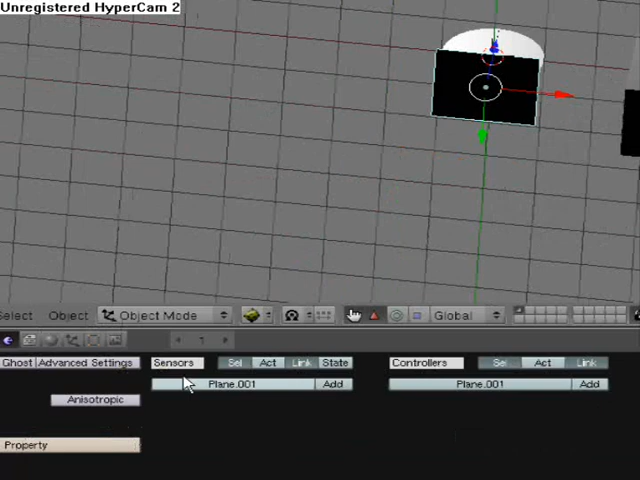 Unregistered HyperCam 2
Select Object Object Mode Global
1
Ghost Advanced Settings Sensors Sel Act Link State Controllers Sel Act Link
Plane.001 Add Plane.001 Add
Anisotropic
Property